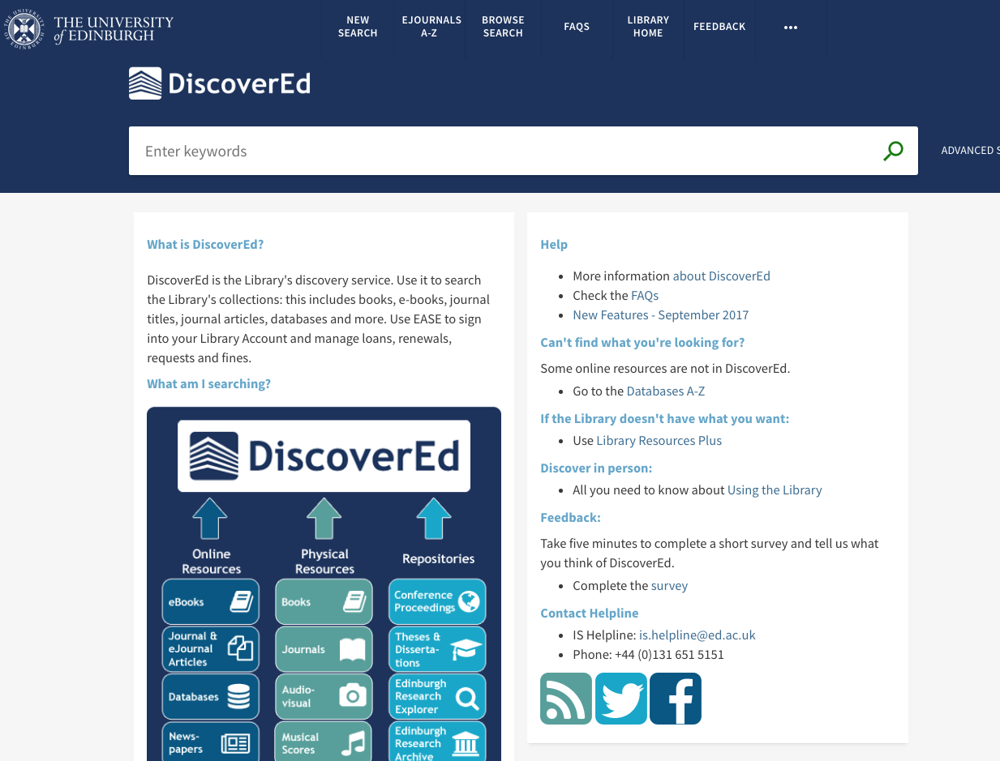 THE UNIVERSITY
of EDINBURGH
NEW
SEARCH
EJOURNALS
A-Z
BROWSE
SEARCH
FAQS
LIBRARY
HOME
FEEDBACK
•••
DiscoverEd
Enter keywords
ADVANCED S
What is DiscoverEd?
DiscoverEd is the Library's discovery service. Use it to search
the Library's collections: this includes books, e-books, journal
titles, journal articles, databases and more. Use EASE to sign
into your Library Account and manage loans, renewals,
requests and fines.
What am I searching?
DiscoverEd
Online
Resources
eBooks
Journal &
eJournal
Articles
Databases
News-
papers
Physical
Resources
Books
Journals
Audio-
visual
Musical
Scores
Repositories
Conference
Proceedings
Theses &
Disserta-
tions
Edinburgh
Research
Explorer
Edinburgh
Research
Archive
Help
• More information about DiscoverEd
• Check the FAQs
• New Features - September 2017
Can't find what you're looking for?
Some online resources are not in DiscoverEd.
• Go to the Databases A-Z
If the Library doesn't have what you want:
• Use Library Resources Plus
Discover in person:
• All you need to know about Using the Library
Feedback:
Take five minutes to complete a short survey and tell us what
you think of DiscoverEd.
• Complete the survey
Contact Helpline
• IS Helpline: is.helpline@ed.ac.uk
• Phone: +44 (0)131 651 5151